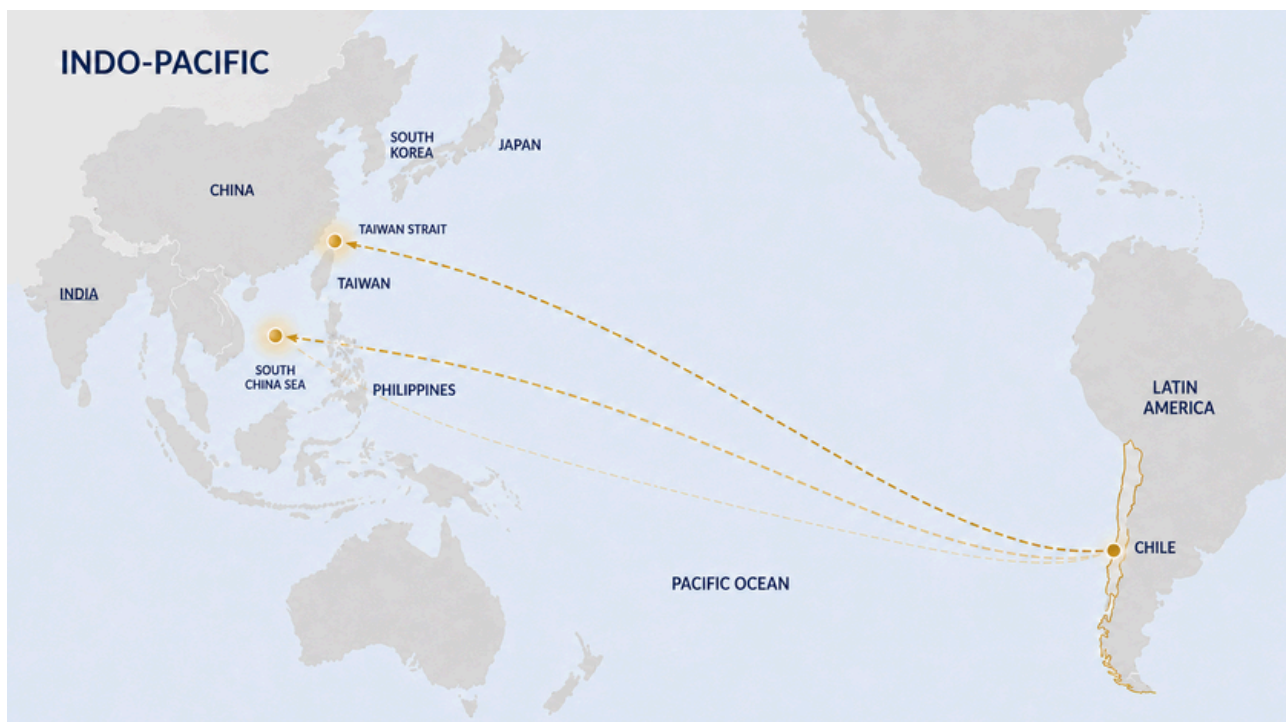 INDO-PACIFIC
SOUTH
KOREA
JAPAN
CHINA
TAIWAN STRAIT
TAIWAN
INDIA
SOUTH
CHINA SEA
PHILIPPINES
LATIN
AMERICA
CHILE
PACIFIC OCEAN